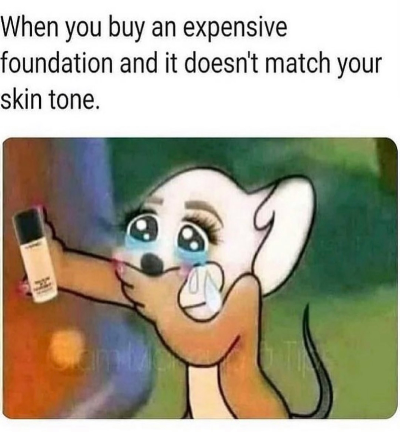 When you buy an expensive
foundation and it doesn't match your
skin tone.